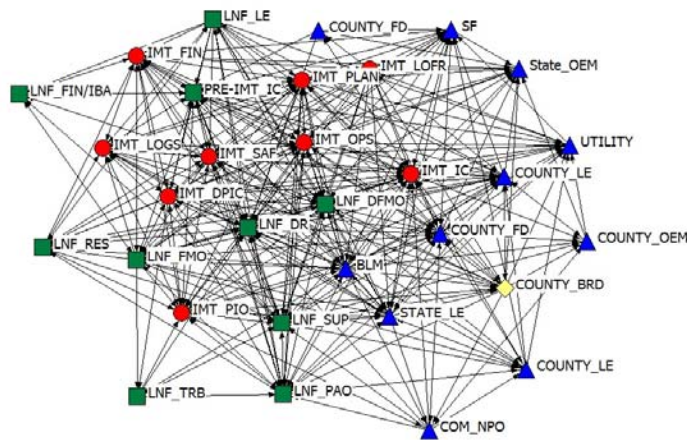 LNF_LE
COUNTY_FD
SF
IMT_FIN
IMT_LOFR
State_OEM
IMT_PLAN
LNF_FIN/IBA
PRE-IMT_IC
IMT_LOGS
IMT_SAF
IMT_OPS
UTILITY
IMT_IC
COUNTY_LE
IMT_DPIC
LNF_DFMO
LNF_DR
COUNTY_FD
COUNTY_OEM
LNF_RES
LNF_FMO
BLM
COUNTY_BRD
IMT_PIO
LNF_SUP
STATE_LE
COUNTY_LE
LNF_TRB
LNF_PAO
COM_NPO